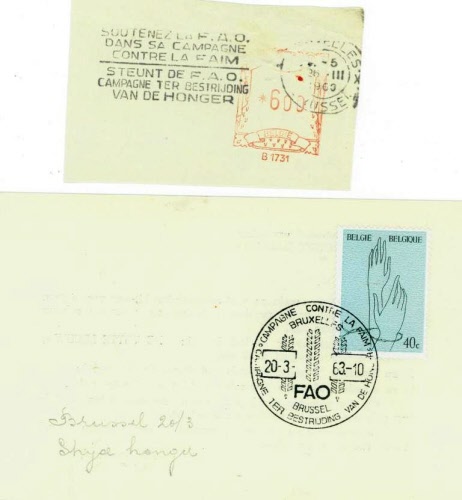 SOUTENEZ LA F.A.O.
DANS SA CAMPAGNE
CONTRE LA FAIM
STEUNT DE F.A.O.
CAMPAGNE TER BESTRIJDING
VAN DE HONGER
*600
B 1731
BELGIE BELGIQUE
40c
CAMPAGNE CONTRE LA FAIM
BRUXELLES
20-3
63-10
FAO
BRUSSEL
CAMPAGNE TER BESTRIJDING VAN DE HONGER
Brussel 20/3
honger